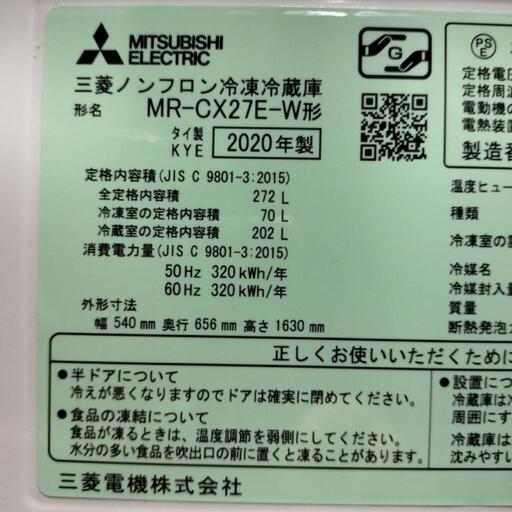 MITSUBISHI
ELECTRIC
G
PS
E
三菱ノンフロン冷凍冷蔵庫
形名 MR-CX27E-W形
タイ製
KYE 2020年製
定格内容積(JIS C 9801-3:2015)
全定格内容積 272 L
冷凍室の定格内容積 70 L
冷蔵室の定格内容積 202 L
消費電力量(JIS C 9801-3:2015)
50Hz 320 kWh/年
60Hz 320 kWh/年
外形寸法
幅 540 mm 奥行 656 mm 高さ 1630 mm
定格電圧
定格周波
電動機の
電熱装置
製造番
温度ヒュー
種類
冷凍室の
冷媒名
冷媒封入量
質量
断熱発泡
正しくお使いいただくために
●半ドアについて
冷えが悪くなりますのでドアは確実に閉めてください。
●食品の凍結について
食品が凍るときは、温度調節を弱側にしてください。
水分の多い食品を吹出口の前に置くと凍ることがあります。
●設置につ
冷蔵庫は
周囲にす
冷蔵庫は
沈みやすい
三菱電機株式会社